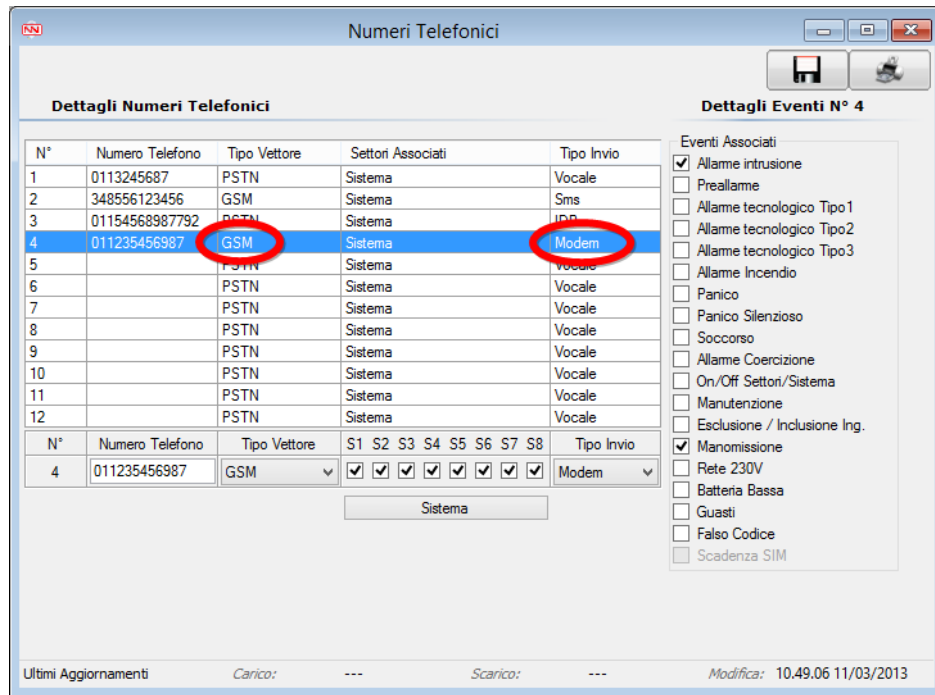 NN Numeri Telefonici
Dettagli Numeri Telefonici
N° Numero Telefono Tipo Vettore Settori Associati Tipo Invio
1 0113245687 PSTN Sistema Vocale
2 348556123456 GSM Sistema Sms
3 01154568987792 PSTN Sistema IDP
4 011235456987 GSM Sistema Modem
5 PSTN Sistema Vocale
6 PSTN Sistema Vocale
7 PSTN Sistema Vocale
8 PSTN Sistema Vocale
9 PSTN Sistema Vocale
10 PSTN Sistema Vocale
11 PSTN Sistema Vocale
12 PSTN Sistema Vocale
N° Numero Telefono Tipo Vettore S1 S2 S3 S4 S5 S6 S7 S8 Tipo Invio
4 011235456987 GSM Modem
Sistema
Dettagli Eventi N° 4
Eventi Associati
Allarme intrusione
Preallarme
Allarme tecnologico Tipo1
Allarme tecnologico Tipo2
Allarme tecnologico Tipo3
Allarme Incendio
Panico
Panico Silenzioso
Soccorso
Allarme Coercizione
On/Off Settori/Sistema
Manutenzione
Esclusione / Inclusione Ing.
Manomissione
Rete 230V
Batteria Bassa
Guasti
Falso Codice
Scadenza SIM
Ultimi Aggiornamenti Carico: --- Scarico: --- Modifica: 10.49.06 11/03/2013